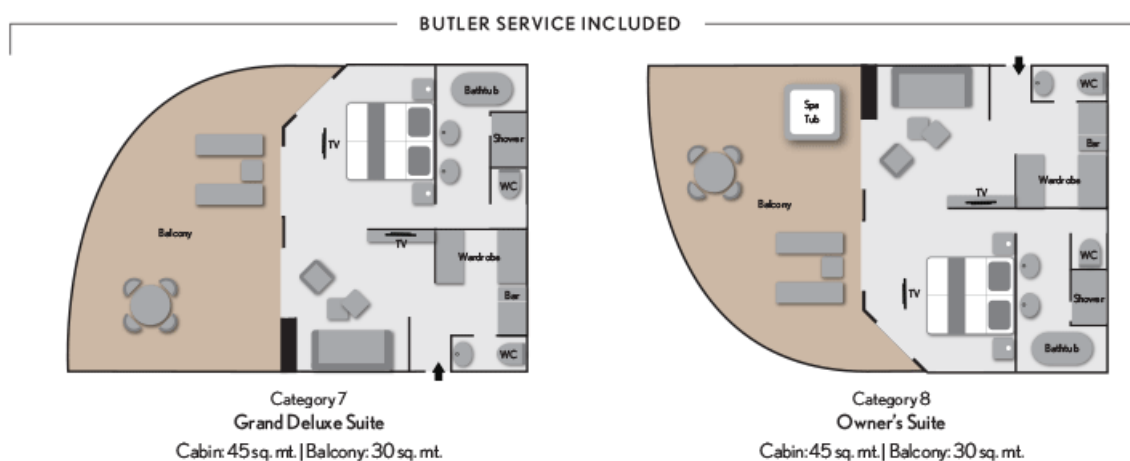 BUTLER SERVICE INCLUDED
Bathtub
TV
Shower
WC
Balcony
TV
Wardrobe
Bar
WC
Category 7
Grand Deluxe Suite
Cabin: 45 sq. mt. | Balcony: 30 sq. mt.
Spa
Tub
WC
Bar
Wardrobe
TV
Balcony
WC
TV
Shower
Bathtub
Category 8
Owner's Suite
Cabin: 45 sq. mt. | Balcony: 30 sq. mt.